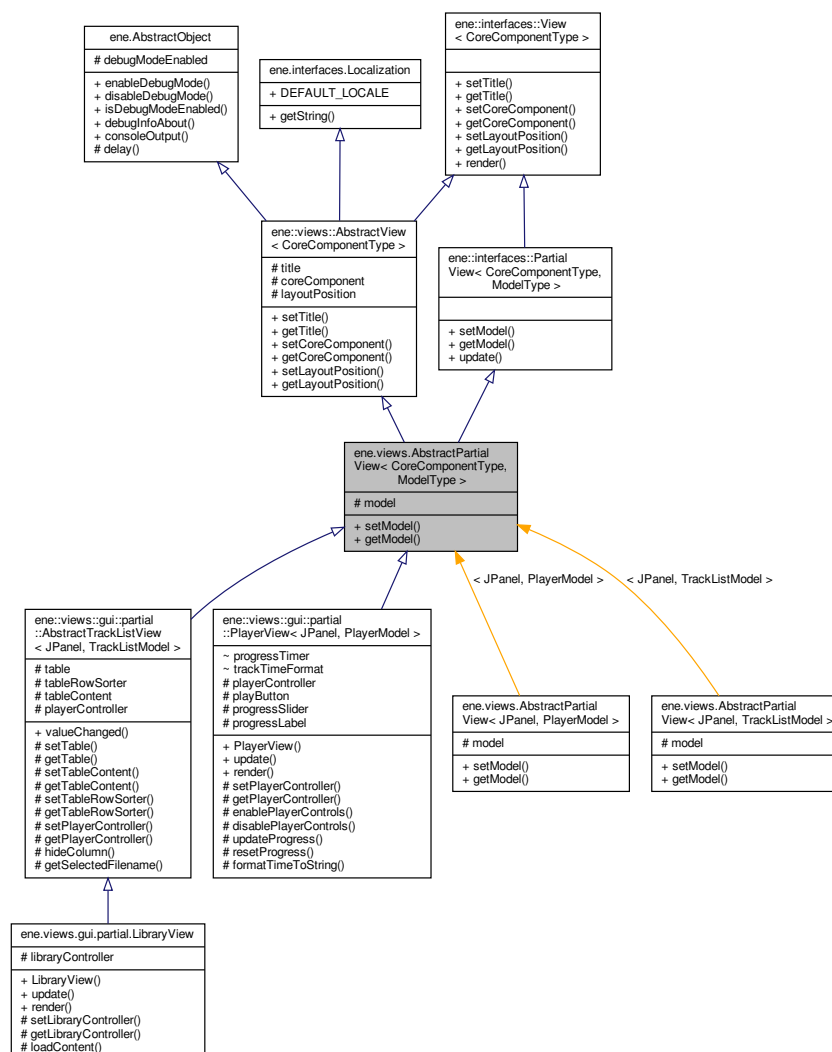 ene.AbstractObject
# debugModeEnabled
+ enableDebugMode()
+ disableDebugMode()
+ isDebugModeEnabled()
+ debugInfoAbout()
+ consoleOutput()
# delay()
ene.interfaces.Localization
+ DEFAULT_LOCALE
+ getString()
ene::interfaces::View
< CoreComponentType >
+ setTitle()
+ getTitle()
+ setCoreComponent()
+ getCoreComponent()
+ setLayoutPosition()
+ getLayoutPosition()
+ render()
ene::views::AbstractView
< CoreComponentType >
# title
# coreComponent
# layoutPosition
+ setTitle()
+ getTitle()
+ setCoreComponent()
+ getCoreComponent()
+ setLayoutPosition()
+ getLayoutPosition()
ene::interfaces::Partial
View< CoreComponentType,
ModelType >
+ setModel()
+ getModel()
+ update()
ene.views.AbstractPartial
View< CoreComponentType,
ModelType >
# model
+ setModel()
+ getModel()
< JPanel, PlayerModel >
< JPanel, TrackListModel >
ene::views::gui::partial
::AbstractTrackListView
< JPanel, TrackListModel >
# table
# tableRowSorter
# tableContent
# playerController
+ valueChanged()
# setTable()
# getTable()
# setTableContent()
# getTableContent()
# setTableRowSorter()
# getTableRowSorter()
# setPlayerController()
# getPlayerController()
# hideColumn()
# getSelectedFilename()
ene::views::gui::partial
::PlayerView< JPanel, PlayerModel >
~ progressTimer
~ trackTimeFormat
# playerController
# playButton
# progressSlider
# progressLabel
+ PlayerView()
+ update()
+ render()
# setPlayerController()
# getPlayerController()
# enablePlayerControls()
# disablePlayerControls()
# updateProgress()
# resetProgress()
# formatTimeToString()
ene.views.AbstractPartial
View< JPanel, PlayerModel >
# model
+ setModel()
+ getModel()
ene.views.AbstractPartial
View< JPanel, TrackListModel >
# model
+ setModel()
+ getModel()
ene.views.gui.partial.LibraryView
# libraryController
+ LibraryView()
+ update()
+ render()
# setLibraryController()
# getLibraryController()
# loadContent()